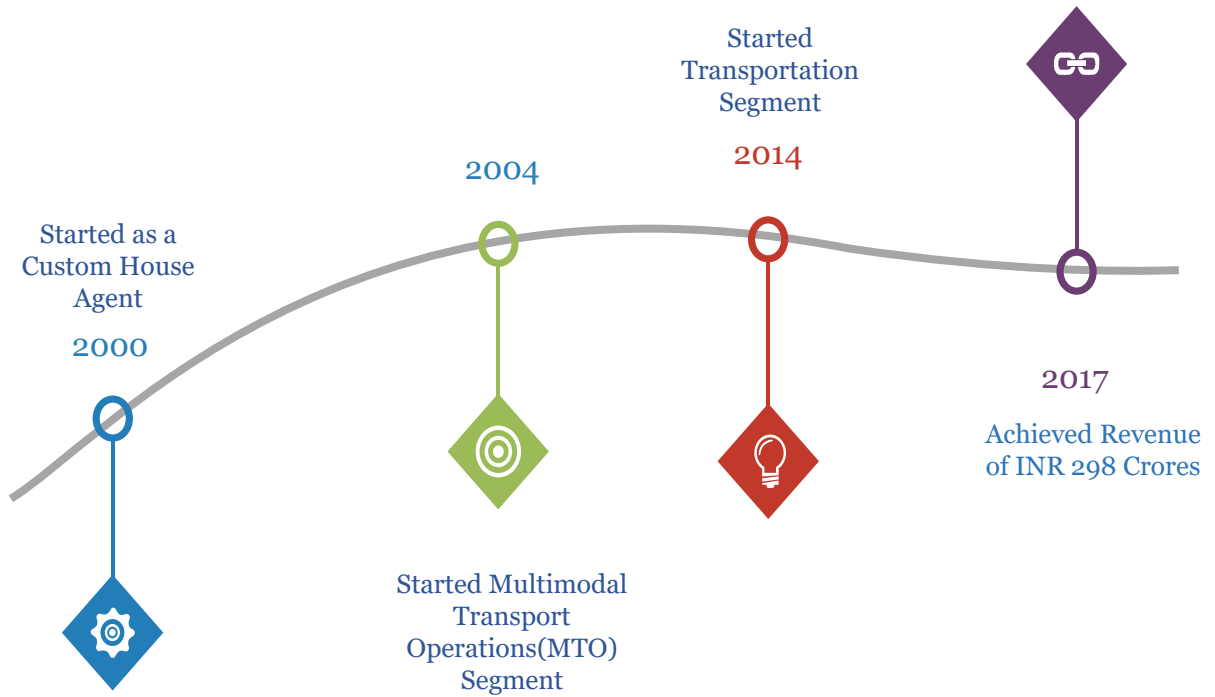 Started as a
Custom House
Agent
2000
2004
Started Multimodal
Transport
Operations(MTO)
Segment
Started
Transportation
Segment
2014
2017
Achieved Revenue
of INR 298 Crores